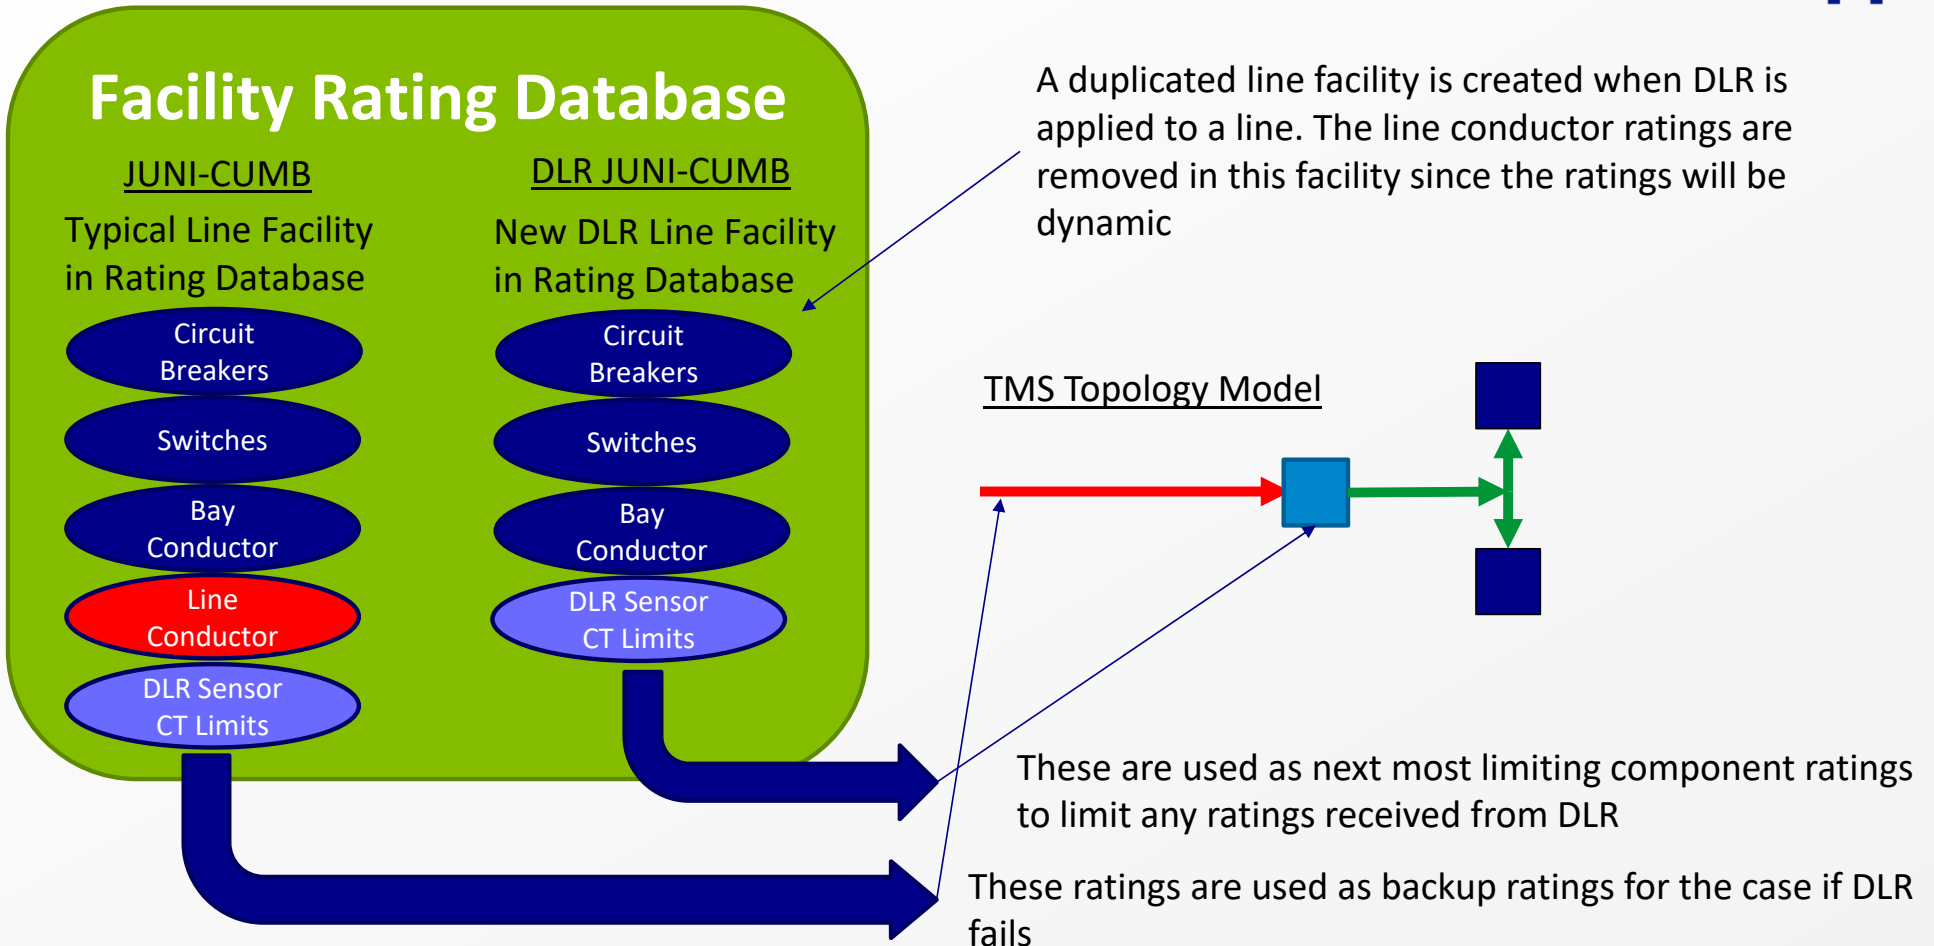 Facility Rating Database
JUNI-CUMB
Typical Line Facility
in Rating Database
Circuit
Breakers
Switches
Bay
Conductor
Line
Conductor
DLR Sensor
CT Limits
DLR JUNI-CUMB
New DLR Line Facility
in Rating Database
Circuit
Breakers
Switches
Bay
Conductor
DLR Sensor
CT Limits
A duplicated line facility is created when DLR is
applied to a line. The line conductor ratings are
removed in this facility since the ratings will be
dynamic
TMS Topology Model
These are used as next most limiting component ratings
to limit any ratings received from DLR
These ratings are used as backup ratings for the case if DLR
fails